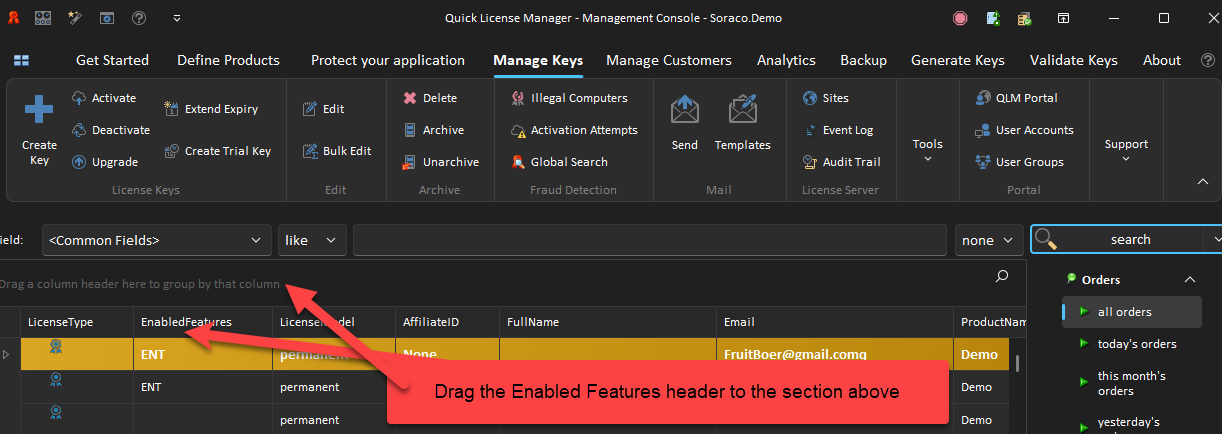 Quick License Manager - Management Console - Soraco.Demo
Get Started Define Products Protect your application Manage Keys Manage Customers Analytics Backup Generate Keys Validate Keys About
Create Key
Activate
Deactivate
Upgrade
Extend Expiry
Create Trial Key
License Keys
Edit
Bulk Edit
Edit
Delete
Archive
Unarchive
Archive
Illegal Computers
Activation Attempts
Global Search
Fraud Detection
Send
Templates
Mail
Sites
Event Log
Audit Trail
License Server
Tools
QLM Portal
User Accounts
User Groups
Portal
Support
ield: <Common Fields> like none search
Drag a column header here to group by that column
LicenseType EnabledFeatures LicenseModel AffiliateID FullName Email ProductNam
ENT permanent None FruitBoer@gmail.comq Demo
ENT permanent Demo
permanent Demo
Drag the Enabled Features header to the section above
Orders
all orders
today's orders
this month's
orders
yesterday's